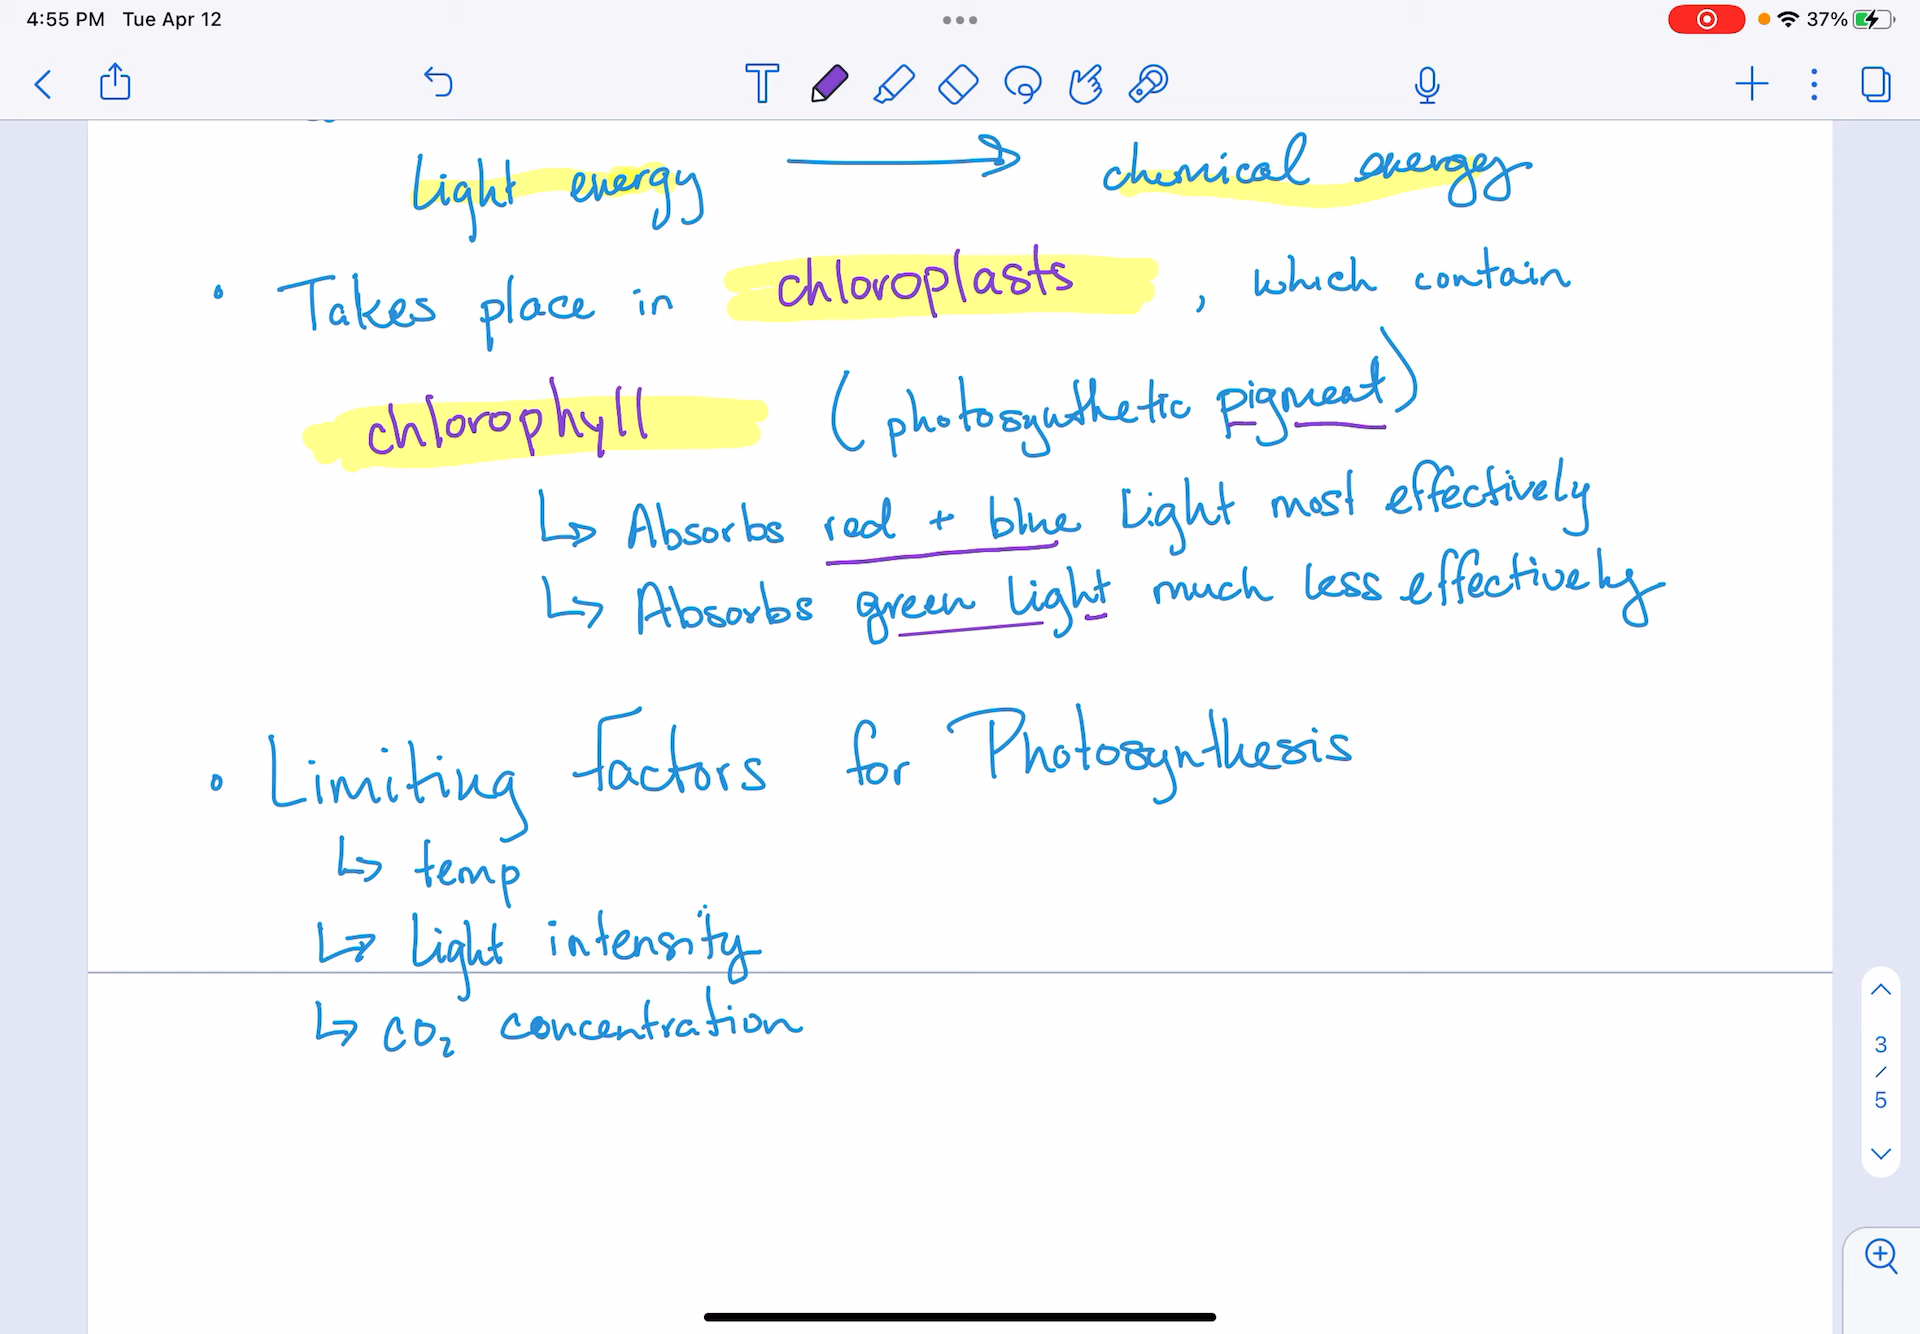 4:55 PM Tue Apr 12
37%
Light energy → chemical energy
• Takes place in chloroplasts, which contain
chlorophyll (photosynthetic pigment)
↳ Absorbs red + blue light most effectively
↳ Absorbs green light much less effectively
• Limiting factors for Photosynthesis
↳ temp
↳ Light intensity
↳ CO₂ concentration
3
/
5